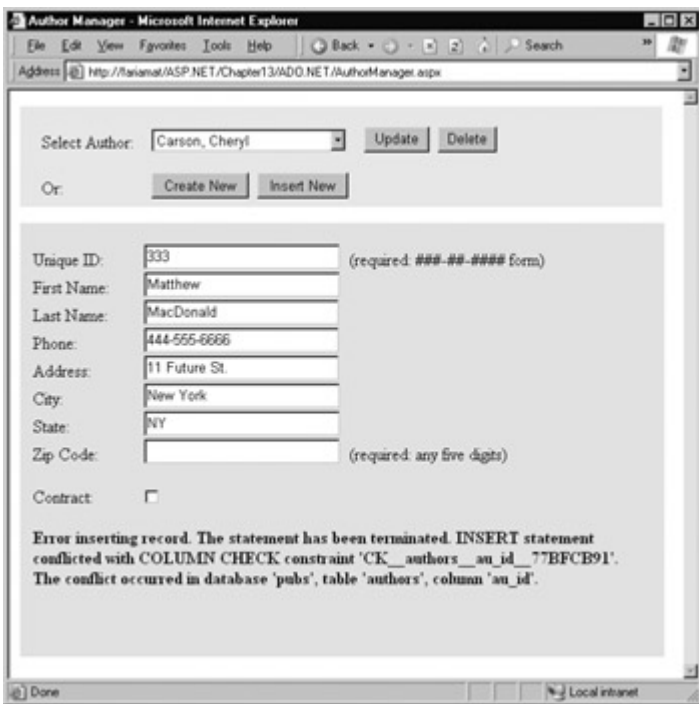 Author Manager - Microsoft Internet Explorer
File Edit View Favorites Tools Help Back Search »
Address http://fariamat/ASP.NET/Chapter13/ADO.NET/AuthorManager.aspx
Select Author: Carson, Cheryl Update Delete
Or: Create New Insert New
Unique ID: 333 (required: ###-##-#### form)
First Name: Matthew
Last Name: MacDonald
Phone: 444-555-6666
Address: 11 Future St.
City: New York
State: NY
Zip Code: (required: any five digits)
Contract:
Error inserting record. The statement has been terminated. INSERT statement
conflicted with COLUMN CHECK constraint 'CK__authors__au_id__77BFCB91'.
The conflict occurred in database 'pubs', table 'authors', column 'au_id'.
Done Local intranet